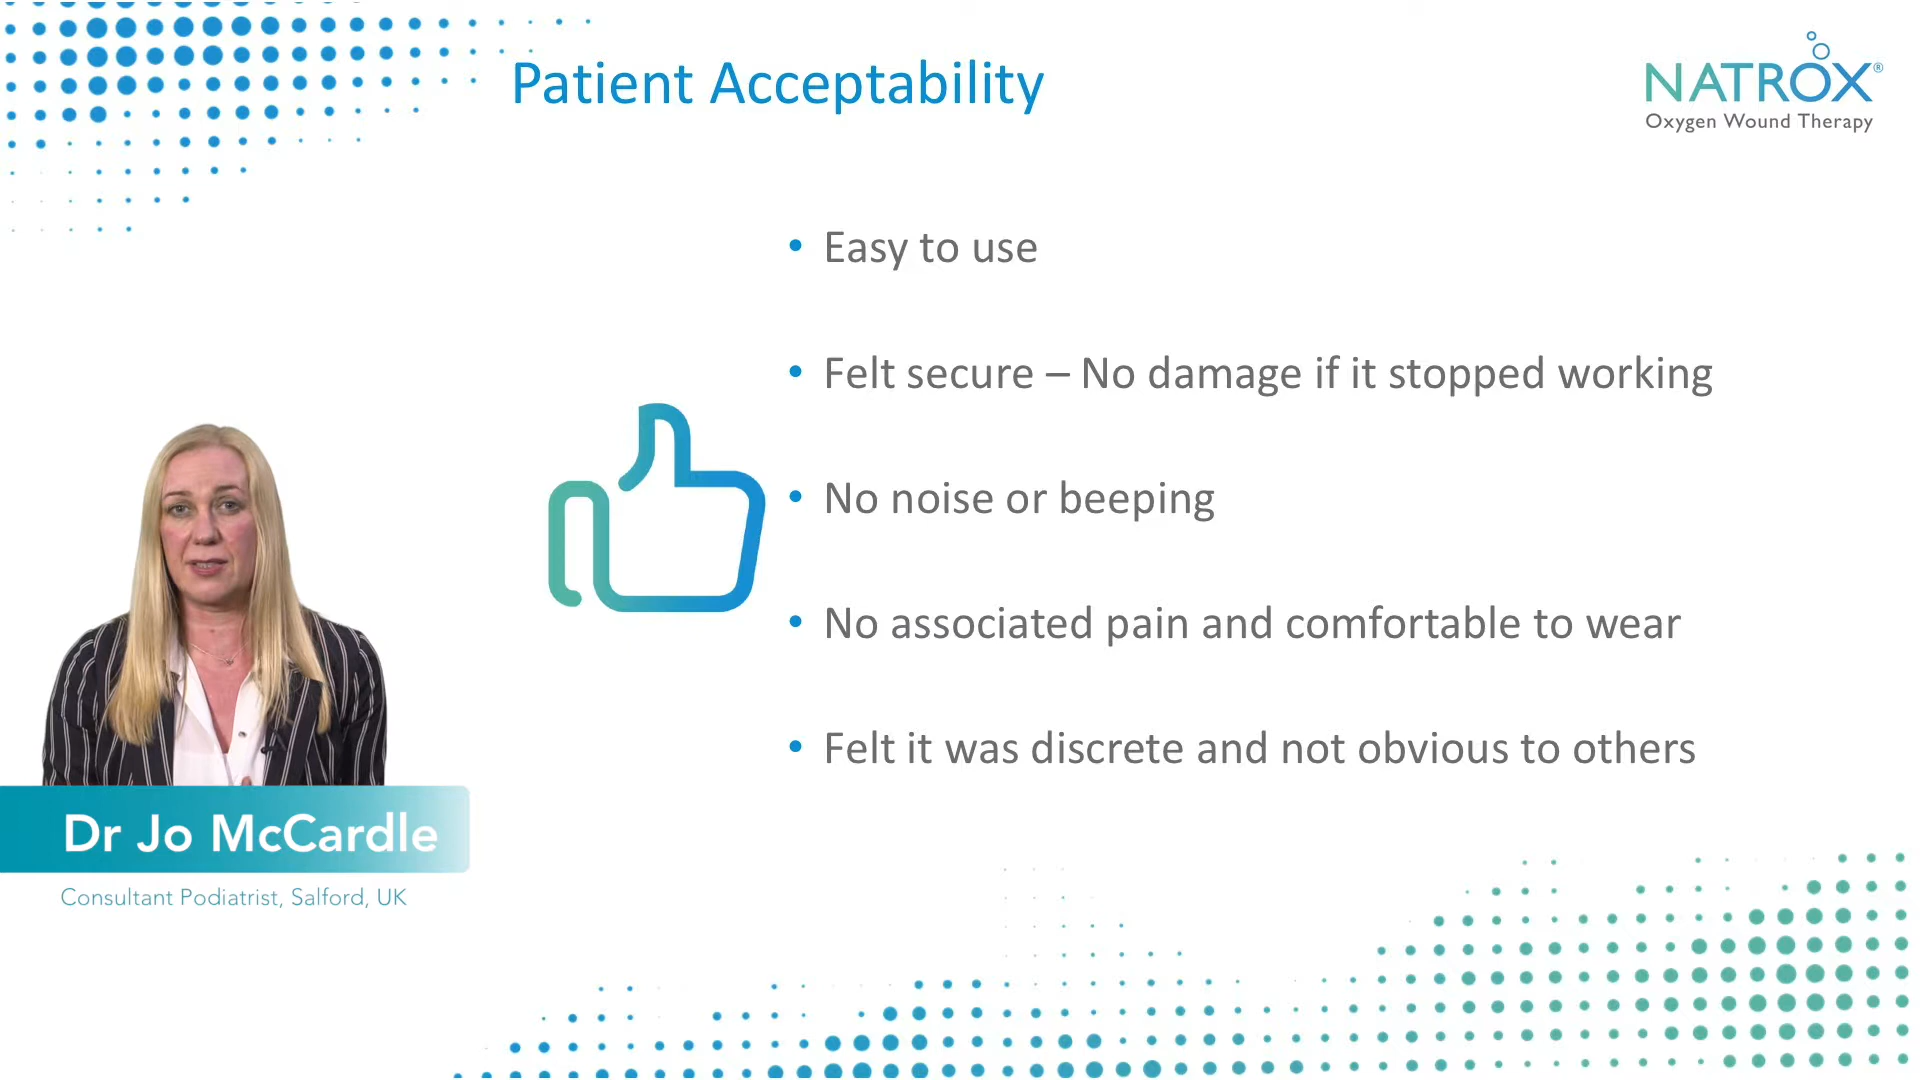 Patient Acceptability
NATROX®
Oxygen Wound Therapy
• Easy to use
• Felt secure – No damage if it stopped working
• No noise or beeping
• No associated pain and comfortable to wear
• Felt it was discrete and not obvious to others
Dr Jo McCardle
Consultant Podiatrist, Salford, UK